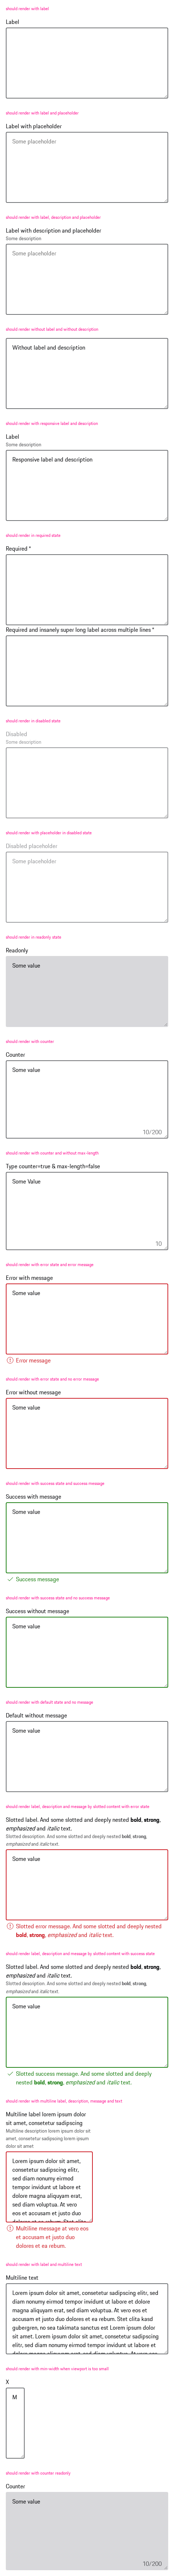 should render with label
Label
should render with label and placeholder
Label with placeholder
Some placeholder
should render with label, description and placeholder
Label with description and placeholder
Some description
Some placeholder
should render without label and without description
Without label and description
should render with responsive label and description
Label
Some description
Responsive label and description
should render in required state
Required *
Required and insanely super long label across multiple lines *
should render in disabled state
Disabled
Some description
should render with placeholder in disabled state
Disabled placeholder
Some placeholder
should render in readonly state
Readonly
Some value
should render with counter
Counter
Some value
10/200
should render with counter and without max-length
Type counter=true & max-length=false
Some Value
10
should render with error state and error message
Error with message
Some value
Error message
should render with error state and no error message
Error without message
Some value
should render with success state and success message
Success with message
Some value
Success message
should render with success state and no success message
Success without message
Some value
should render with default state and no message
Default without message
Some value
should render label, description and message by slotted content with error state
Slotted label. And some slotted and deeply nested bold, strong,
emphasized and italic text.
Slotted description. And some slotted and deeply nested bold, strong,
emphasized and italic text.
Some value
Slotted error message. And some slotted and deeply nested
bold, strong, emphasized and italic text.
should render label, description and message by slotted content with success state
Slotted label. And some slotted and deeply nested bold, strong,
emphasized and italic text.
Slotted description. And some slotted and deeply nested bold, strong,
emphasized and italic text.
Some value
Slotted success message. And some slotted and deeply
nested bold, strong, emphasized and italic text.
should render with multiline label, description, message and text
Multiline label lorem ipsum dolor
sit amet, consetetur sadipscing
Multiline description lorem ipsum dolor sit
amet, consetetur sadipscing lorem ipsum
dolor sit amet
Lorem ipsum dolor sit amet,
consetetur sadipscing elitr,
sed diam nonumy eirmod
tempor invidunt ut labore et
dolore magna aliquyam erat,
sed diam voluptua. At vero
eos et accusam et justo duo
Multiline message at vero eos
et accusam et justo duo
dolores et ea rebum.
should render with label and multiline text
Multiline text
Lorem ipsum dolor sit amet, consetetur sadipscing elitr, sed
diam nonumy eirmod tempor invidunt ut labore et dolore
magna aliquyam erat, sed diam voluptua. At vero eos et
accusam et justo duo dolores et ea rebum. Stet clita kasd
gubergren, no sea takimata sanctus est Lorem ipsum dolor
sit amet. Lorem ipsum dolor sit amet, consetetur sadipscing
elitr, sed diam nonumy eirmod tempor invidunt ut labore et
dolore magna aliquyam erat, sed diam voluptua. At vero eos
should render with min-width when viewport is too small
X
M
should render with counter readonly
Counter
Some value
10/200